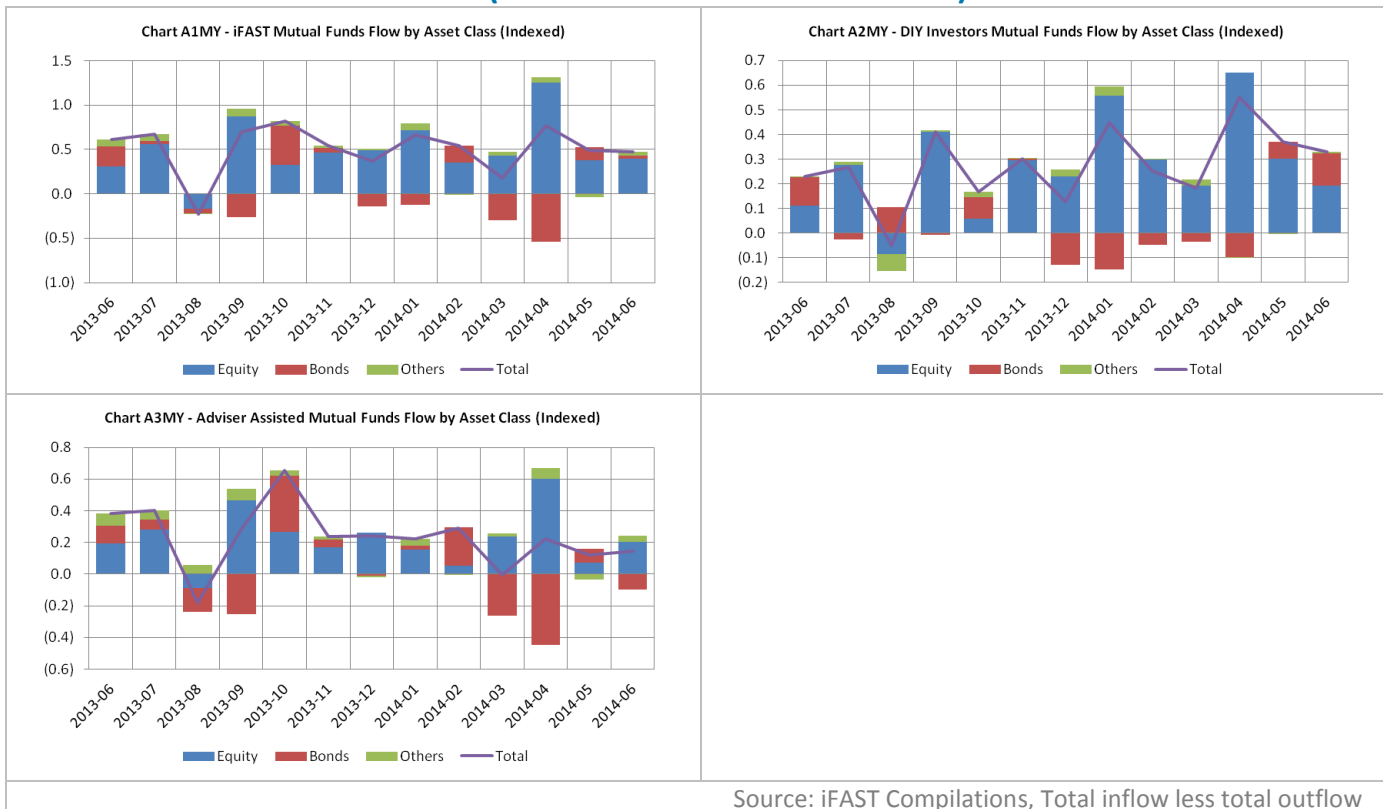 Chart A1MY - iFAST Mutual Funds Flow by Asset Class (Indexed)
1.5
1.0
0.5
0.0
(0.5)
(1.0)
2013-06 2013-07 2013-08 2013-09 2013-10 2013-11 2013-12 2014-01 2014-02 2014-03 2014-04 2014-05 2014-06
Equity Bonds Others Total
Chart A2MY - DIY Investors Mutual Funds Flow by Asset Class (Indexed)
0.7
0.6
0.5
0.4
0.3
0.2
0.1
0.0
(0.1)
(0.2)
2013-06 2013-07 2013-08 2013-09 2013-10 2013-11 2013-12 2014-01 2014-02 2014-03 2014-04 2014-05 2014-06
Equity Bonds Others Total
Chart A3MY - Adviser Assisted Mutual Funds Flow by Asset Class (Indexed)
0.8
0.6
0.4
0.2
0.0
(0.2)
(0.4)
(0.6)
2013-06 2013-07 2013-08 2013-09 2013-10 2013-11 2013-12 2014-01 2014-02 2014-03 2014-04 2014-05 2014-06
Equity Bonds Others Total
Source: iFAST Compilations, Total inflow less total outflow